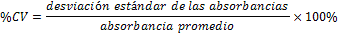 %CV = desviación estándar de las absorbancias / absorbancia promedio × 100%